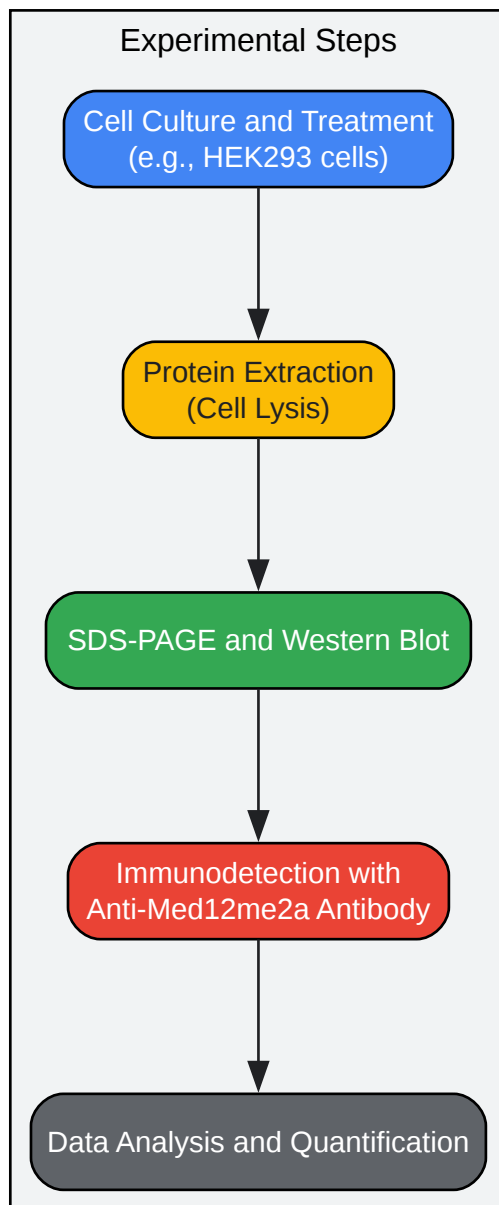 Experimental Steps
Cell Culture and Treatment
(e.g., HEK293 cells)
Protein Extraction
(Cell Lysis)
SDS-PAGE and Western Blot
Immunodetection with
Anti-Med12me2a Antibody
Data Analysis and Quantification